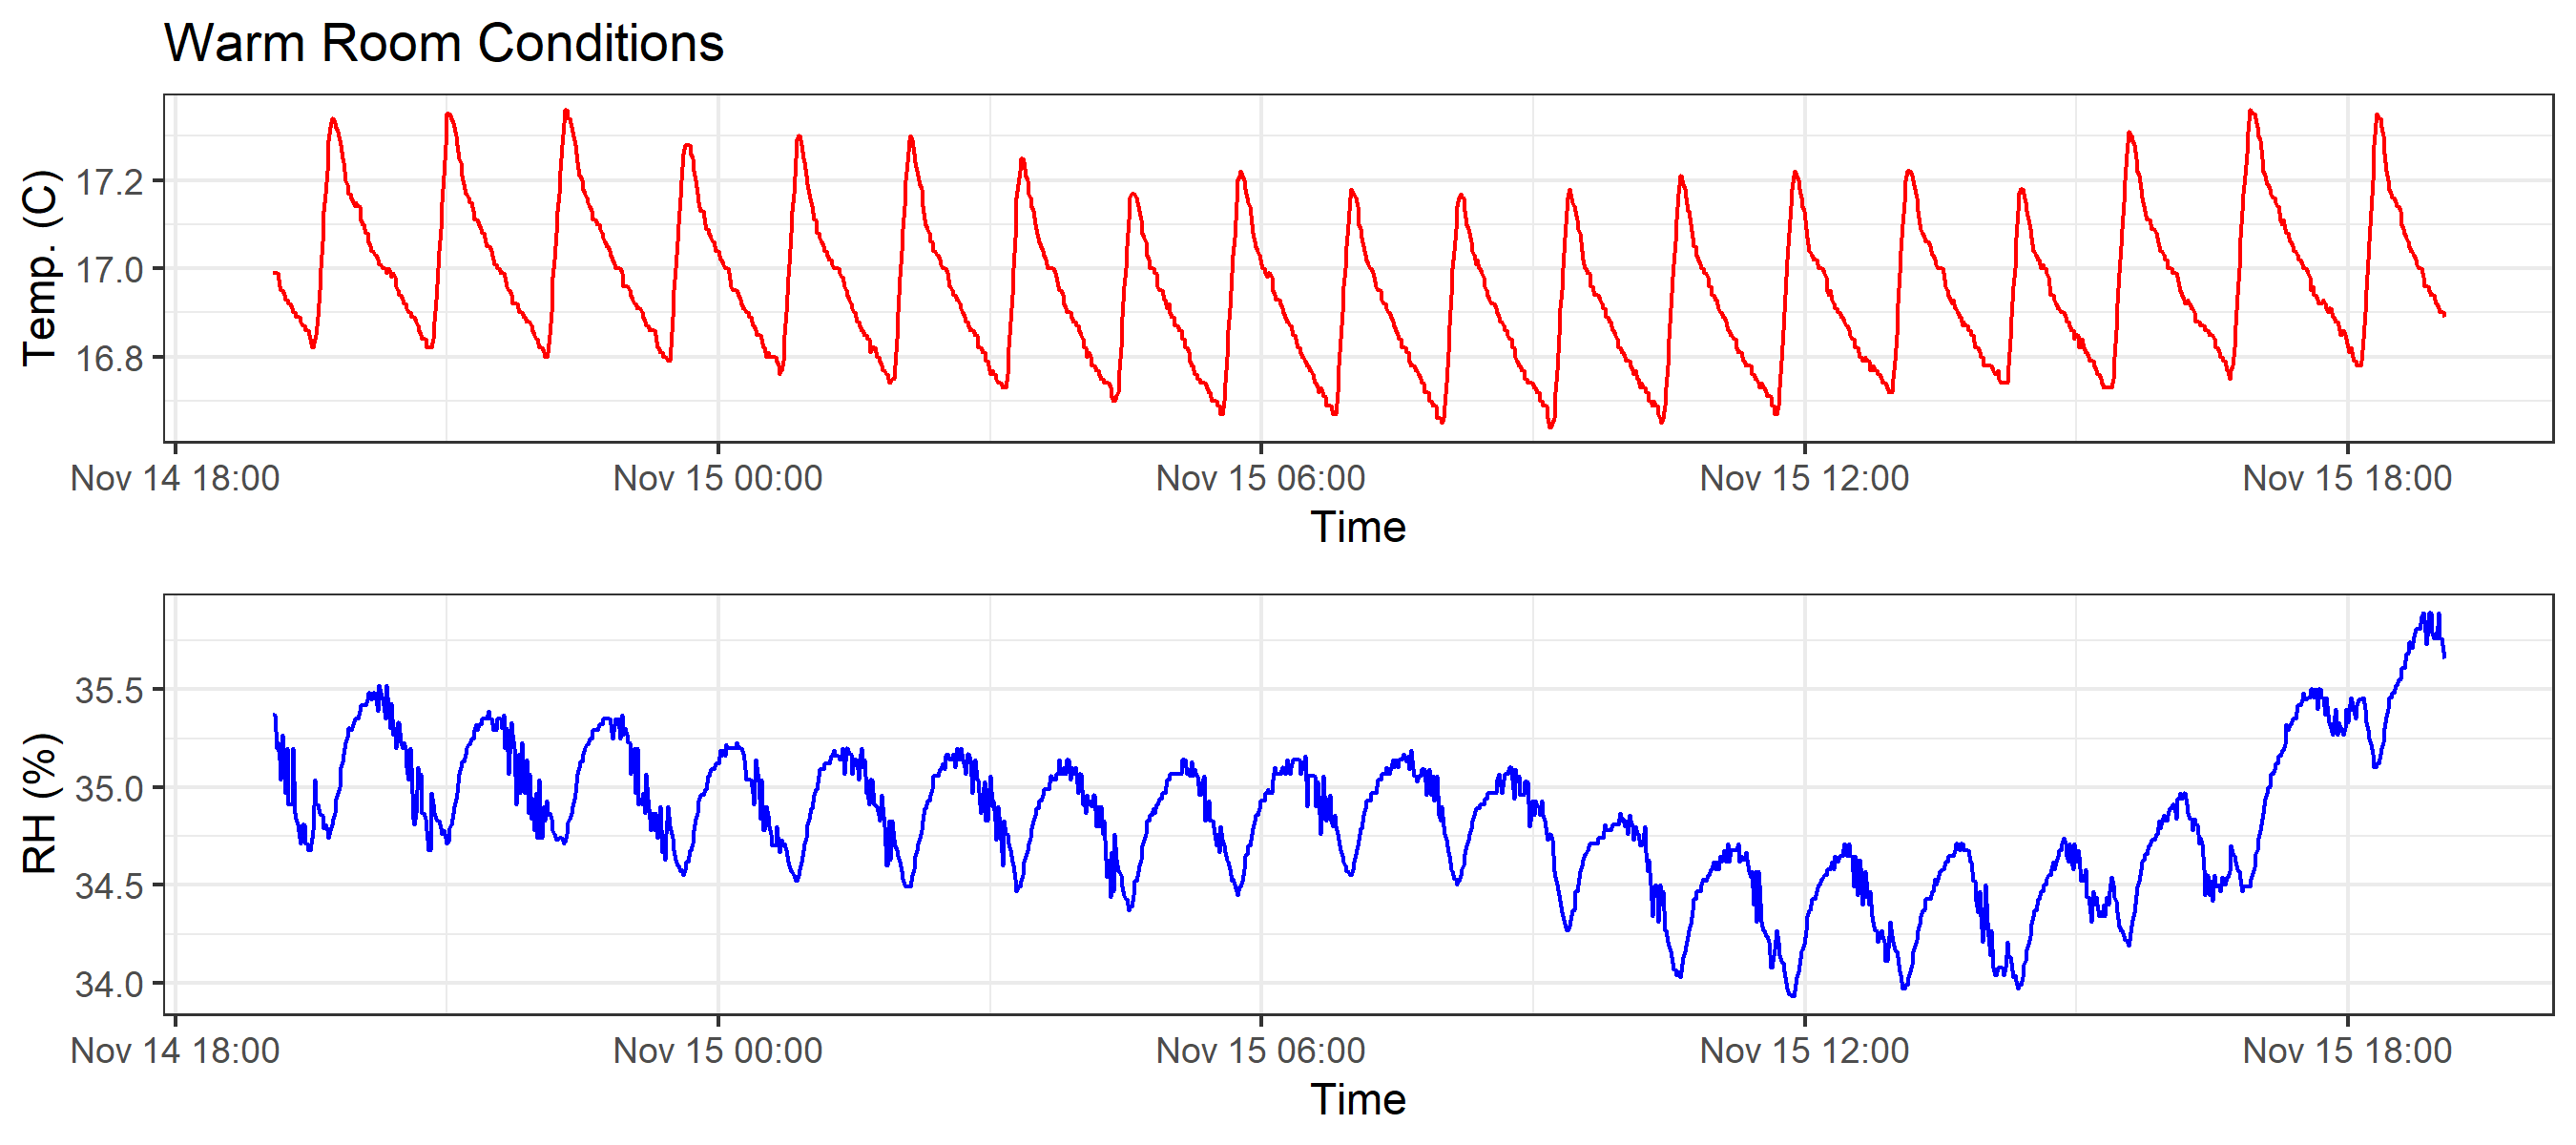 Warm Room Conditions
Temp. (C)
17.2
17.0
16.8
Nov 14 18:00 Nov 15 00:00 Nov 15 06:00 Nov 15 12:00 Nov 15 18:00
Time
RH (%)
35.5
35.0
34.5
34.0
Nov 14 18:00 Nov 15 00:00 Nov 15 06:00 Nov 15 12:00 Nov 15 18:00
Time